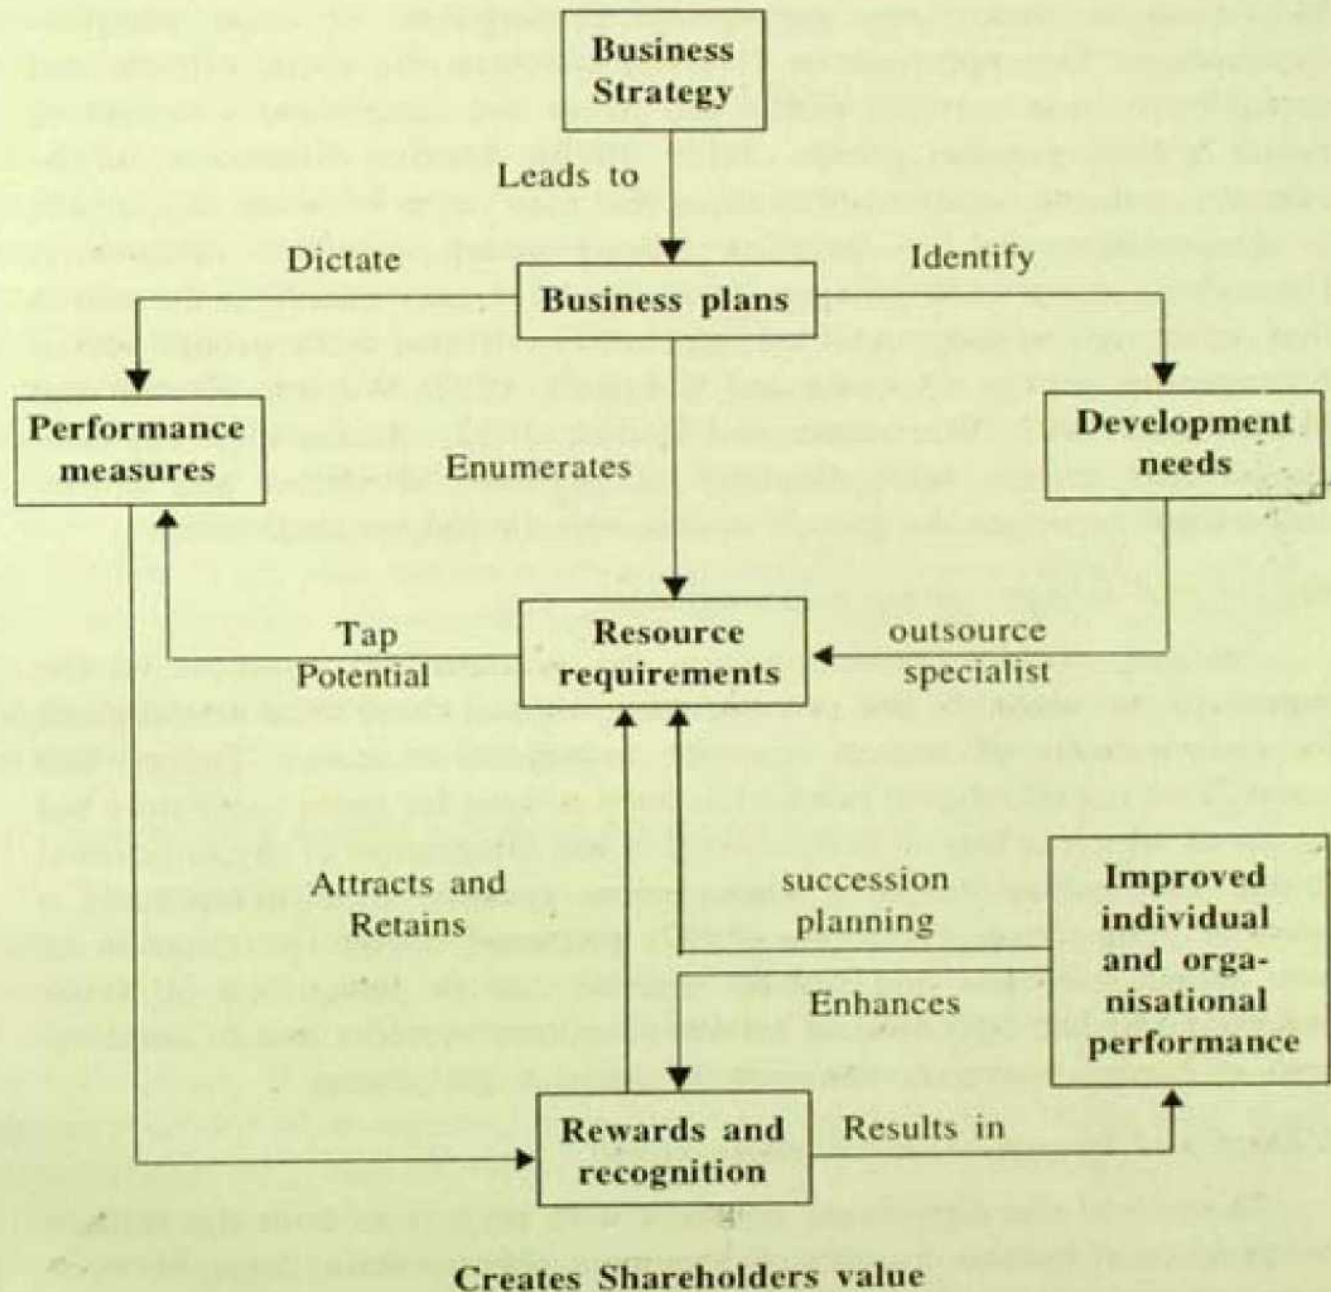 Business
Strategy
Leads to
Dictate
Identify
Business plans
Performance
measures
Enumerates
Development
needs
Tap
Potential
Resource
requirements
outsource
specialist
Attracts and
Retains
succession
planning
Improved
individual
and orga-
nisational
performance
Enhances
Rewards and
recognition
Results in
Creates Shareholders value